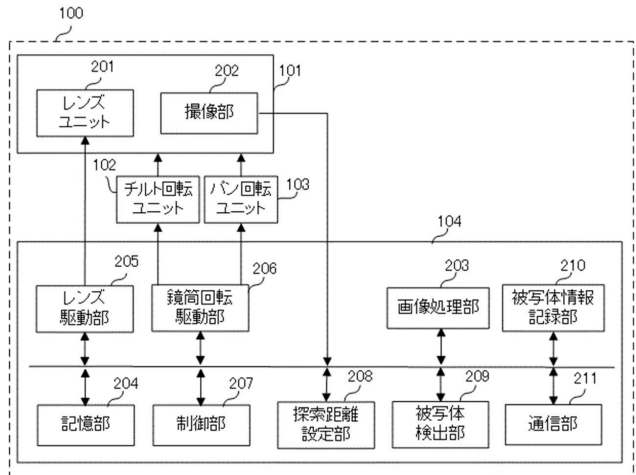 100
201
レンズ
ユニット
202
撮像部
101
102
チルト回転
ユニット
パン回転
ユニット
103
104
205
レンズ
駆動部
206
鏡筒回転
駆動部
203
画像処理部
210
被写体情報
記録部
204
記憶部
207
制御部
208
探索距離
設定部
209
被写体
検出部
211
通信部